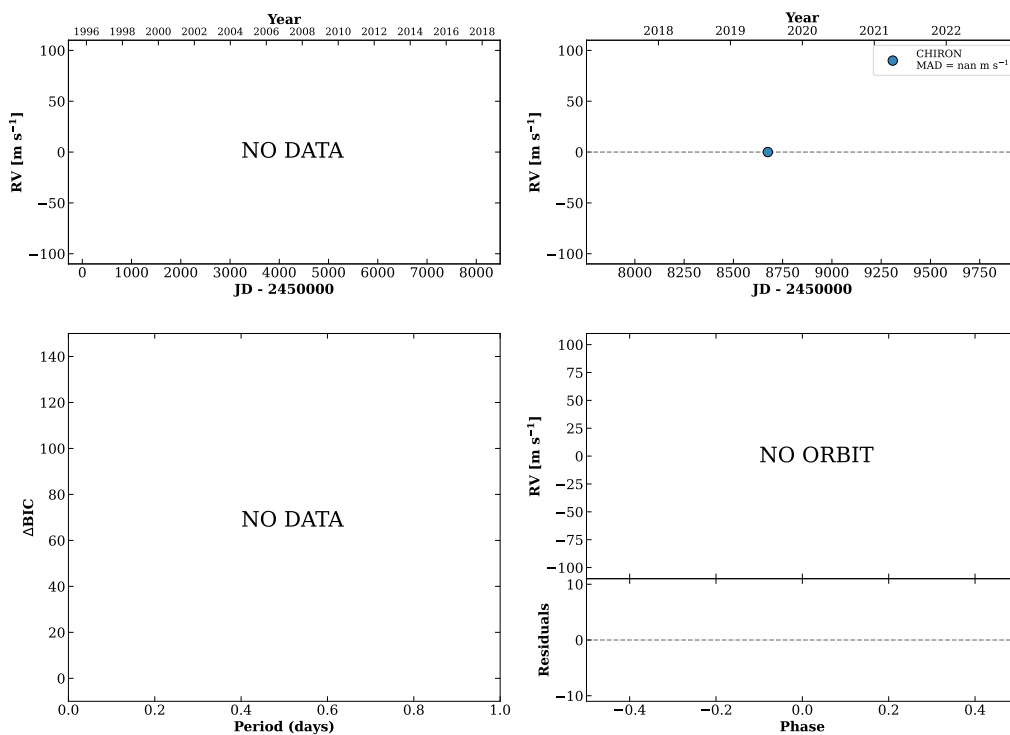 Year
1996 1998 2000 2002 2004 2006 2008 2010 2012 2014 2016 2018
100
50
0
−50
−100
RV [m s⁻¹]
NO DATA
0 1000 2000 3000 4000 5000 6000 7000 8000
JD - 2450000
Year
2018 2019 2020 2021 2022
CHIRON
MAD = nan m s⁻¹
100
50
0
−50
−100
RV [m s⁻¹]
8000 8250 8500 8750 9000 9250 9500 9750
JD - 2450000
140
120
100
80
60
40
20
0
ΔBIC
NO DATA
0.0 0.2 0.4 0.6 0.8 1.0
Period (days)
100
75
50
25
0
−25
−50
−75
−100
RV [m s⁻¹]
NO ORBIT
10
0
−10
Residuals
−0.4 −0.2 0.0 0.2 0.4
Phase